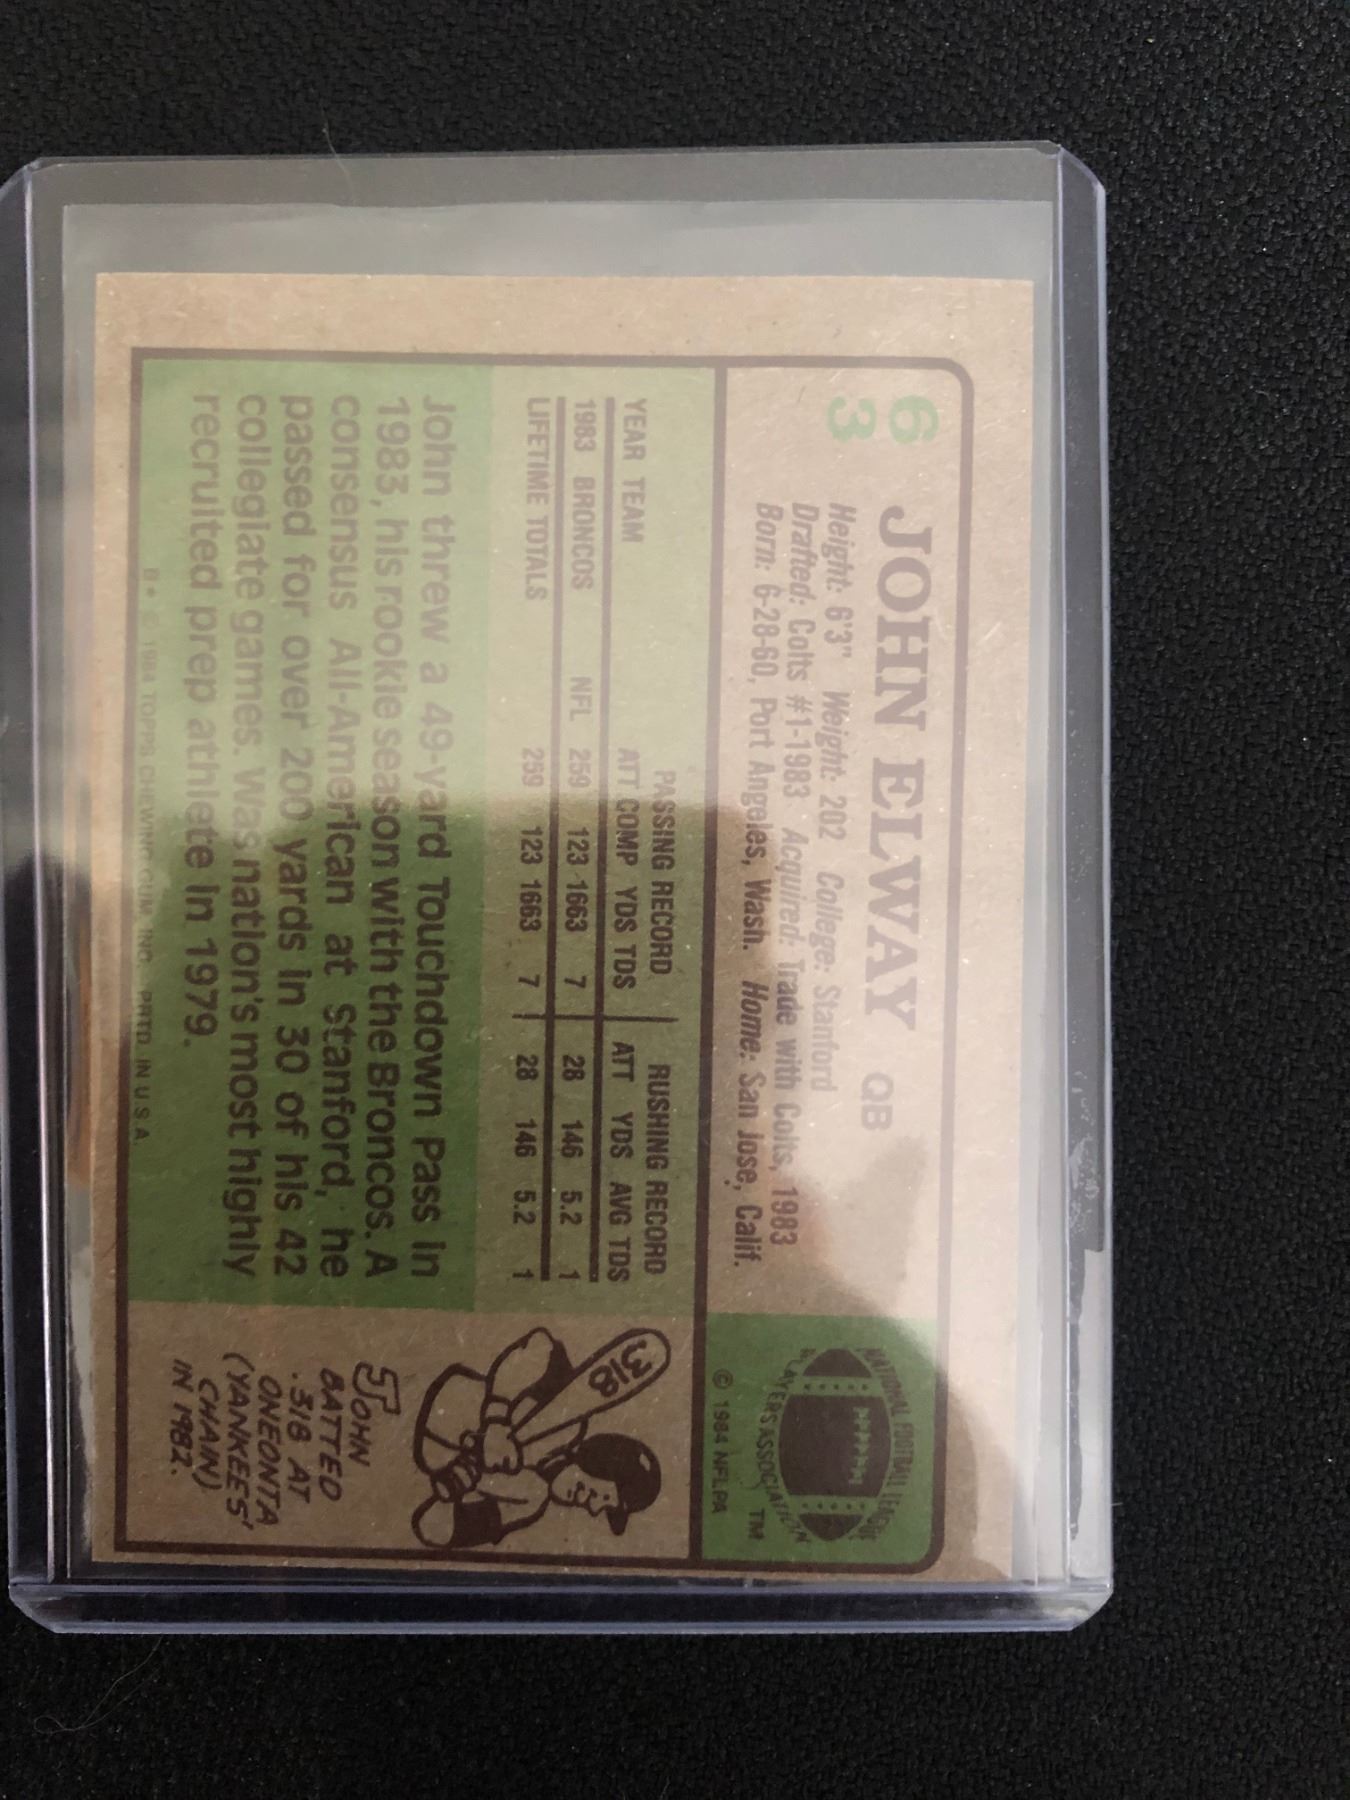 63
JOHN ELWAY QB
Height: 6'3" Weight: 202 College: Stanford
Drafted: Colts #1-1983 Acquired: Trade with Colts, 1983
Born: 6-28-60, Port Angeles, Wash. Home: San Jose, Calif.
NATIONAL FOOTBALL LEAGUE
PLAYERS ASSOCIATION
TM
© 1984 NFLPA
PASSING RECORD RUSHING RECORD
YEAR TEAM ATT COMP YDS TDS ATT YDS AVG TDS
1983 BRONCOS NFL 259 123 1663 7 28 146 5.2 1
LIFETIME TOTALS 259 123 1663 7 28 146 5.2 1
John threw a 49-yard Touchdown Pass in
1983, his rookie season with the Broncos. A
consensus All-American at Stanford, he
passed for over 200 yards in 30 of his 42
collegiate games. Was nation's most highly
recruited prep athlete in 1979.
318
JOHN
BATTED
.318 AT
ONEONTA
(YANKEES'
CHAIN)
IN 1982.
B* © 1984 TOPPS CHEWING GUM, INC. PRTD. IN U.S.A.